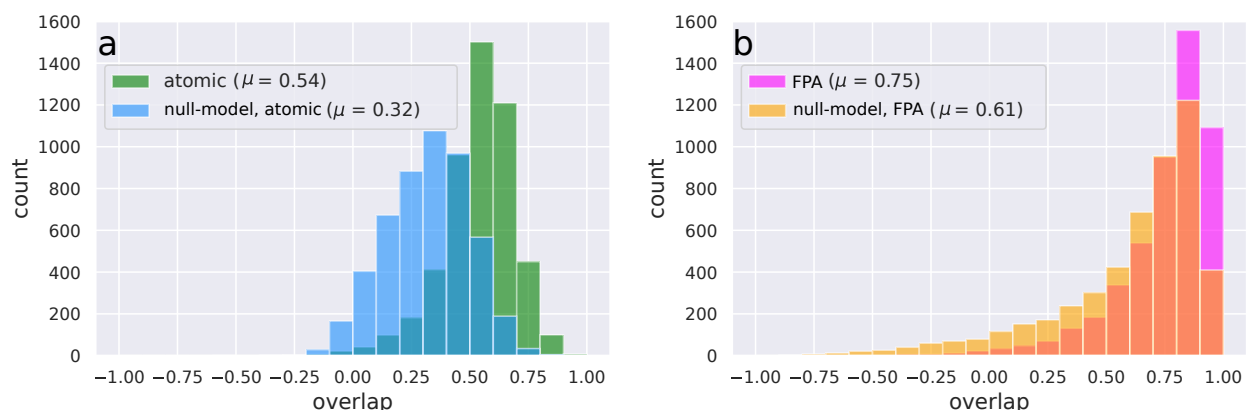 a
atomic (μ = 0.54)
null-model, atomic (μ = 0.32)
1600
1400
1200
1000
800
600
400
200
0
count
−1.00 −0.75 −0.50 −0.25 0.00 0.25 0.50 0.75 1.00
overlap
b
FPA (μ = 0.75)
null-model, FPA (μ = 0.61)
1600
1400
1200
1000
800
600
400
200
0
count
−1.00 −0.75 −0.50 −0.25 0.00 0.25 0.50 0.75 1.00
overlap